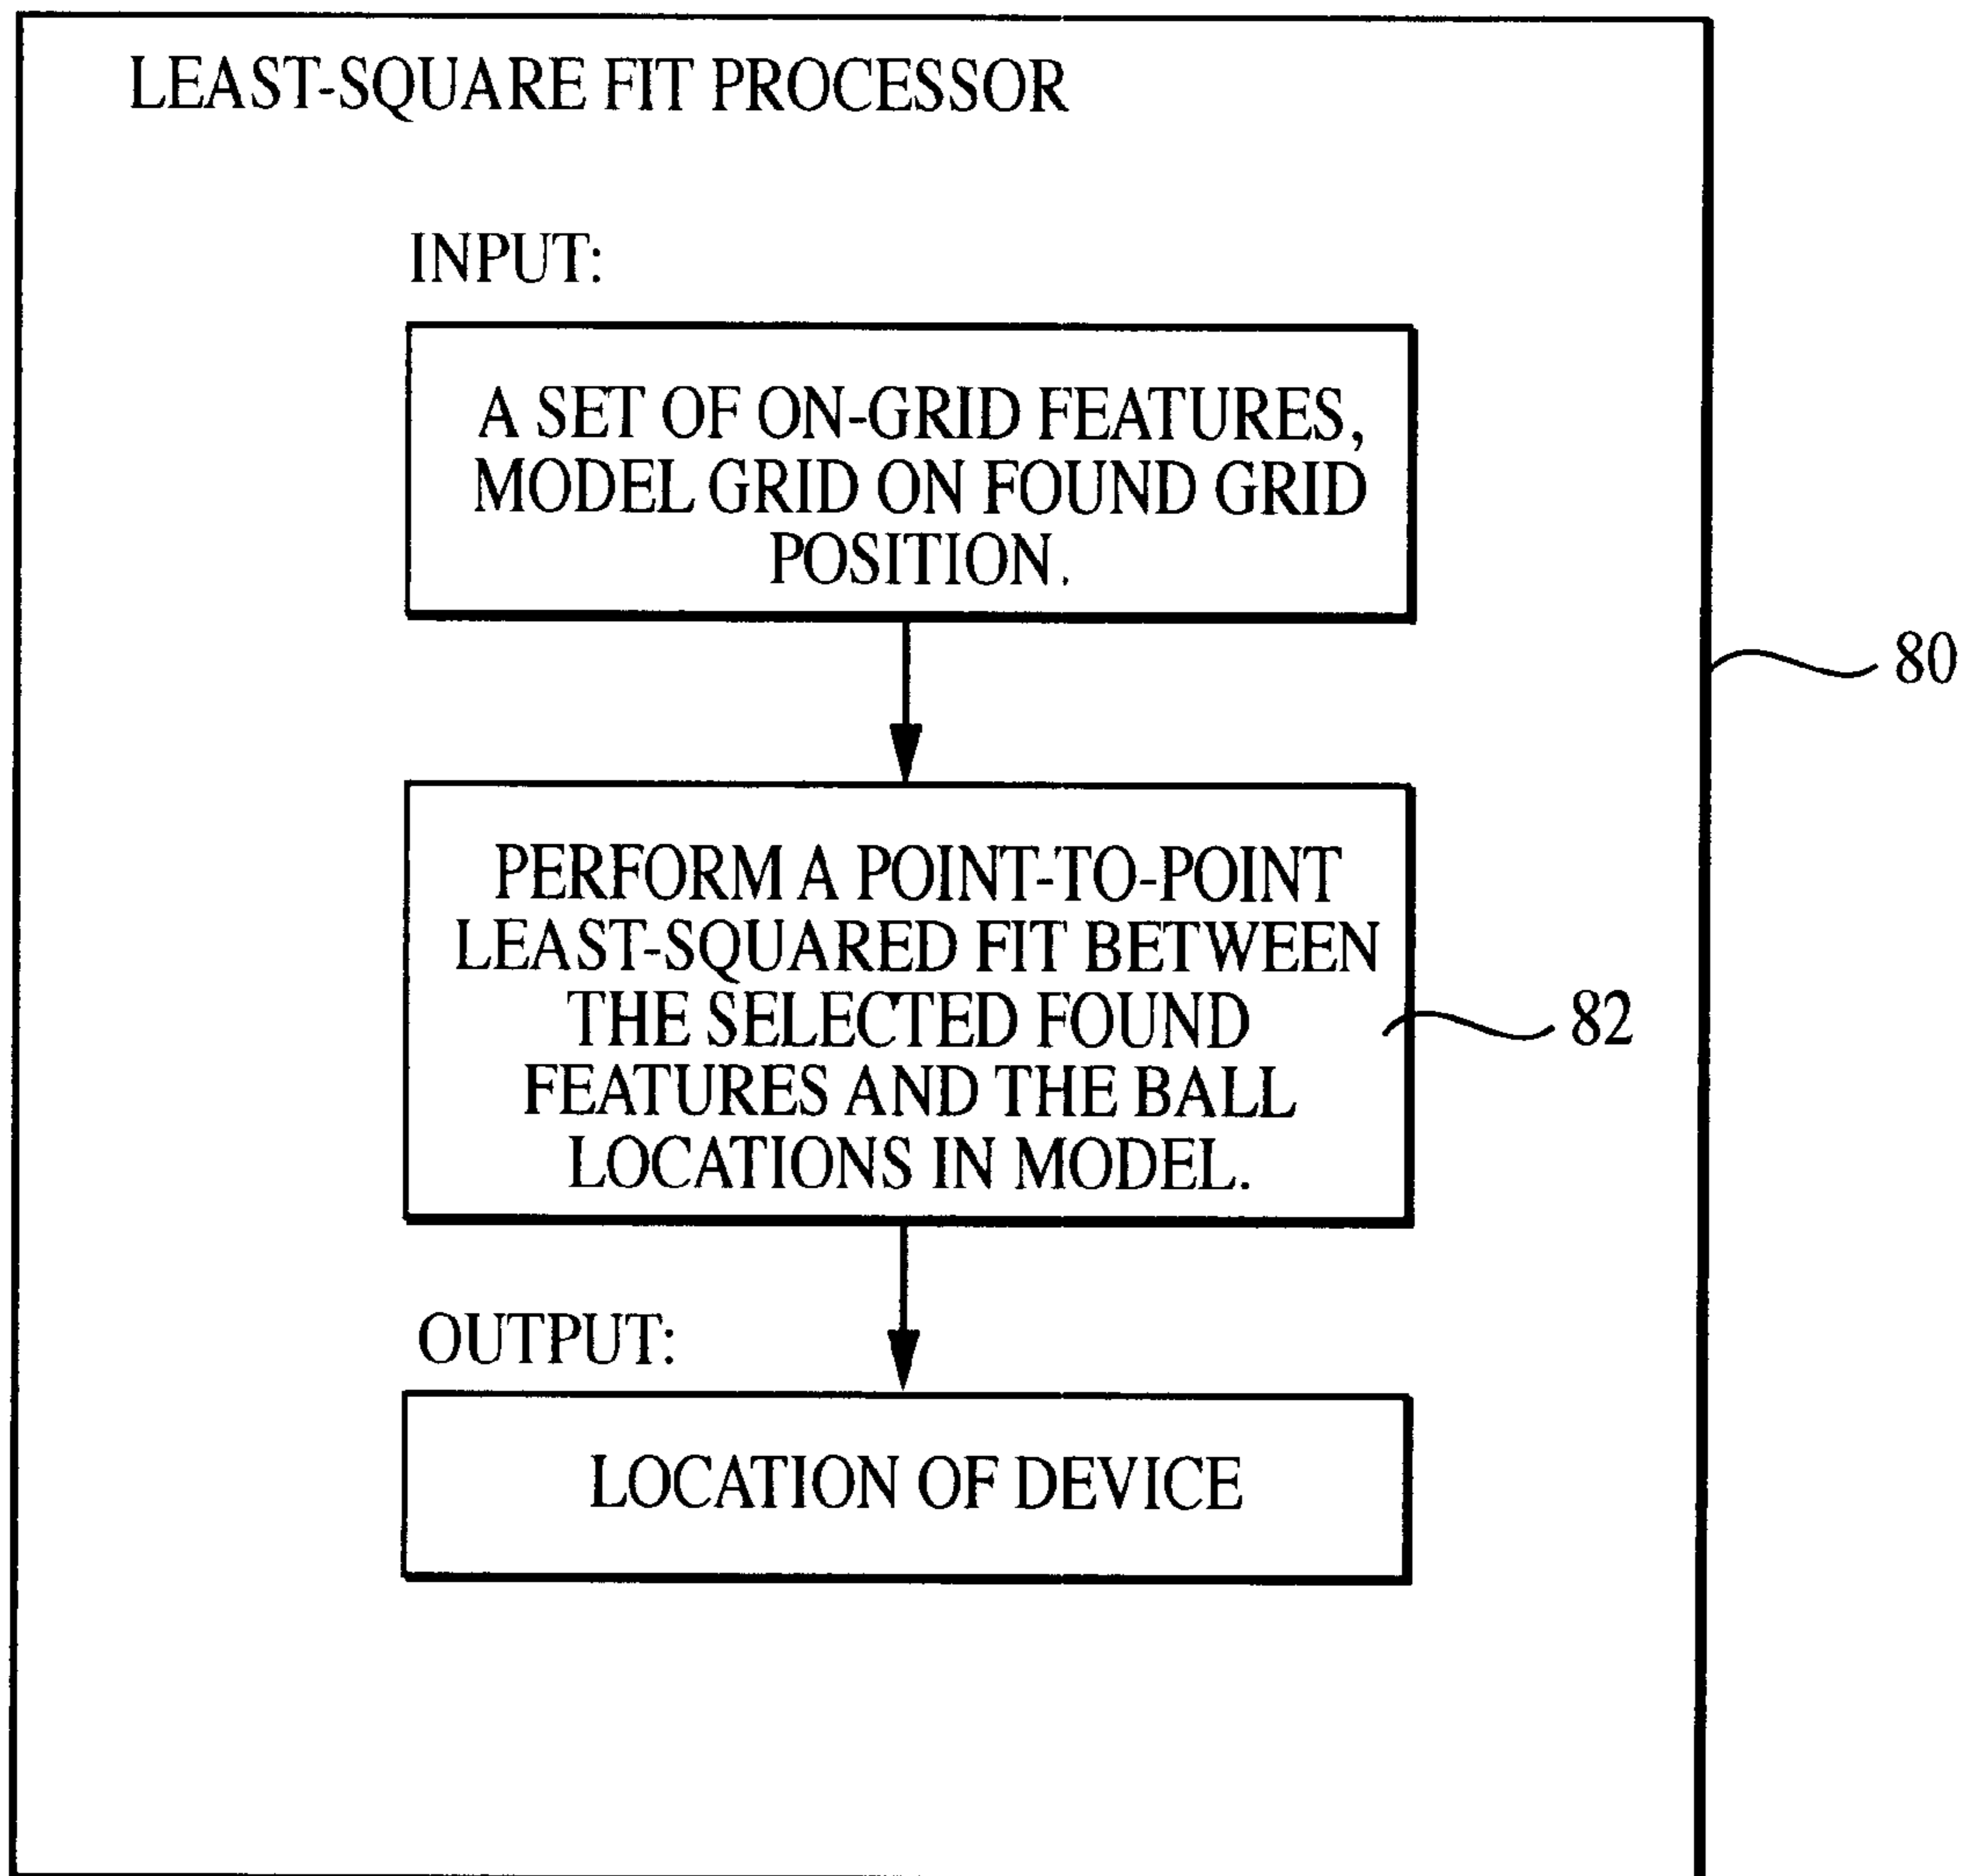 LEAST-SQUARE FIT PROCESSOR
INPUT:
A SET OF ON-GRID FEATURES,
MODEL GRID ON FOUND GRID
POSITION.
80
PERFORM A POINT-TO-POINT
LEAST-SQUARED FIT BETWEEN
THE SELECTED FOUND
FEATURES AND THE BALL
LOCATIONS IN MODEL.
82
OUTPUT:
LOCATION OF DEVICE